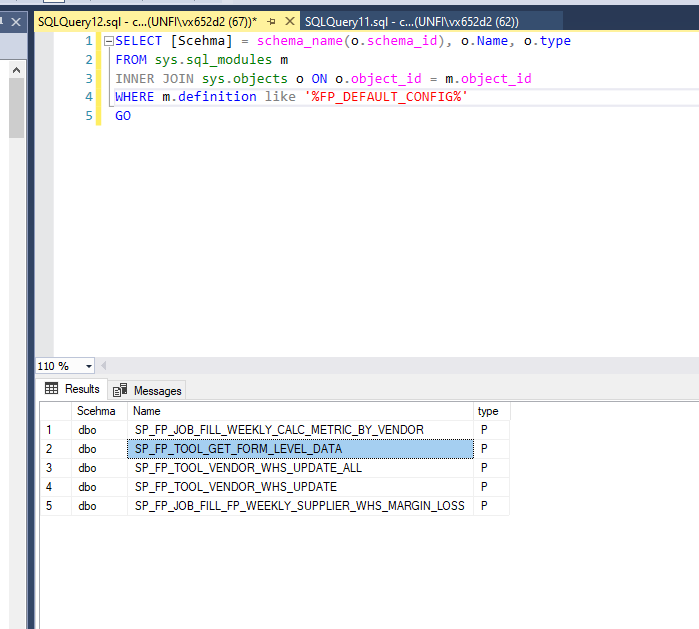 SQLQuery12.sql - c...(UNFI\vx652d2 (67))*
SQLQuery11.sql - c...(UNFI\vx652d2 (62))
1 SELECT [Scehma] = schema_name(o.schema_id), o.Name, o.type
2 FROM sys.sql_modules m
3 INNER JOIN sys.objects o ON o.object_id = m.object_id
4 WHERE m.definition like '%FP_DEFAULT_CONFIG%'
5 GO
110 %
Results Messages
Scehma Name type
1 dbo SP_FP_JOB_FILL_WEEKLY_CALC_METRIC_BY_VENDOR P
2 dbo SP_FP_TOOL_GET_FORM_LEVEL_DATA P
3 dbo SP_FP_TOOL_VENDOR_WHS_UPDATE_ALL P
4 dbo SP_FP_TOOL_VENDOR_WHS_UPDATE P
5 dbo SP_FP_JOB_FILL_FP_WEEKLY_SUPPLIER_WHS_MARGIN_LOSS P